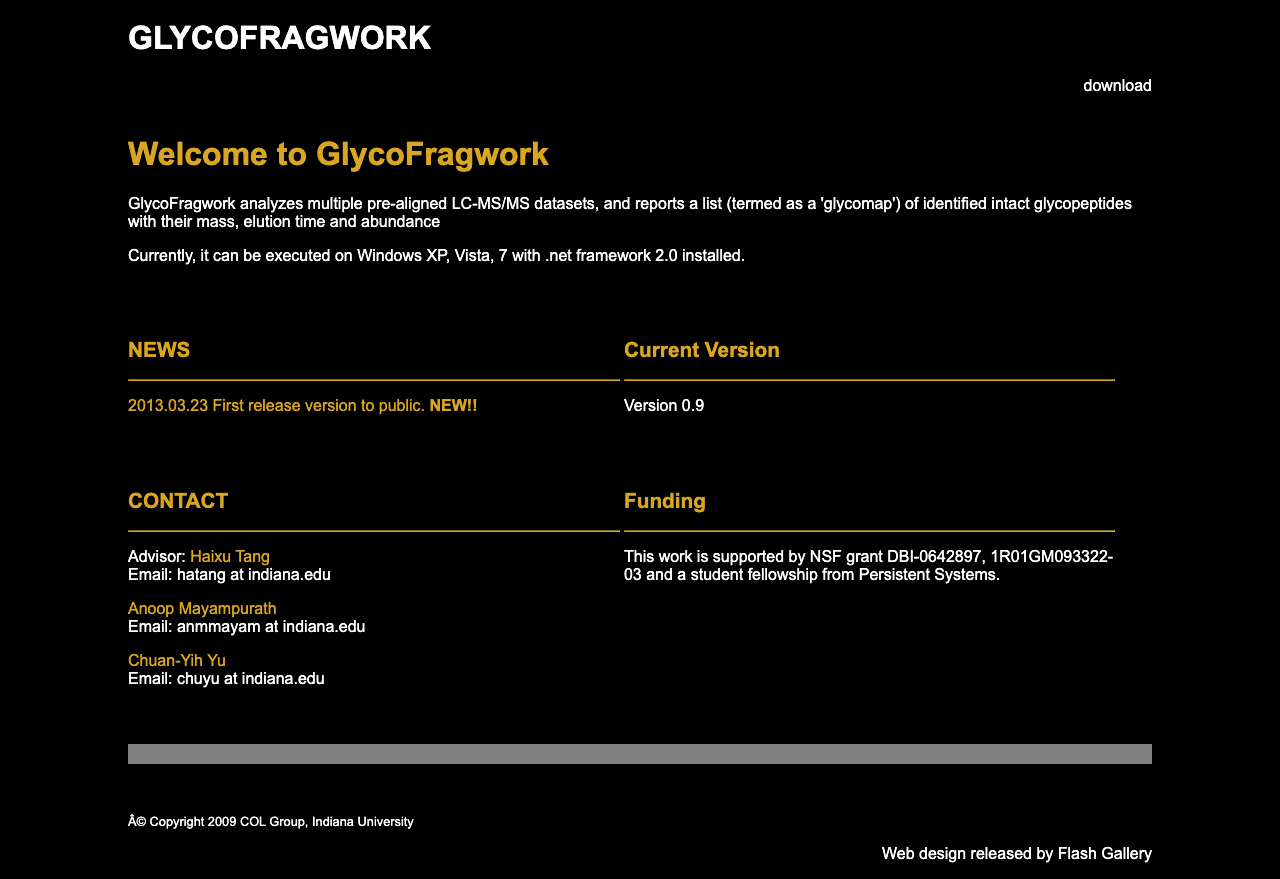 GLYCOFRAGWORK
download
Welcome to GlycoFragwork
GlycoFragwork analyzes multiple pre-aligned LC-MS/MS datasets, and reports a list (termed as a 'glycomap') of identified intact glycopeptides
with their mass, elution time and abundance
Currently, it can be executed on Windows XP, Vista, 7 with .net framework 2.0 installed.
NEWS
2013.03.23 First release version to public. NEW!!
Current Version
Version 0.9
CONTACT
Advisor: Haixu Tang
Email: hatang at indiana.edu
Anoop Mayampurath
Email: anmmayam at indiana.edu
Chuan-Yih Yu
Email: chuyu at indiana.edu
Funding
This work is supported by NSF grant DBI-0642897, 1R01GM093322-
03 and a student fellowship from Persistent Systems.
Â© Copyright 2009 COL Group, Indiana University
Web design released by Flash Gallery